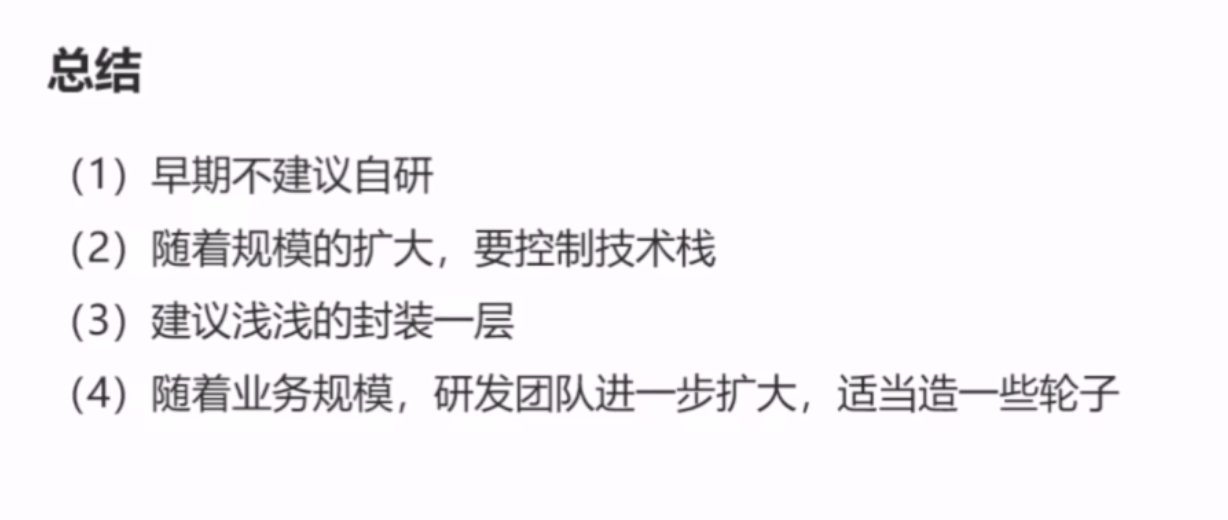 总结
（1）早期不建议自研
（2）随着规模的扩大，要控制技术栈
（3）建议浅浅的封装一层
（4）随着业务规模，研发团队进一步扩大，适当造一些轮子